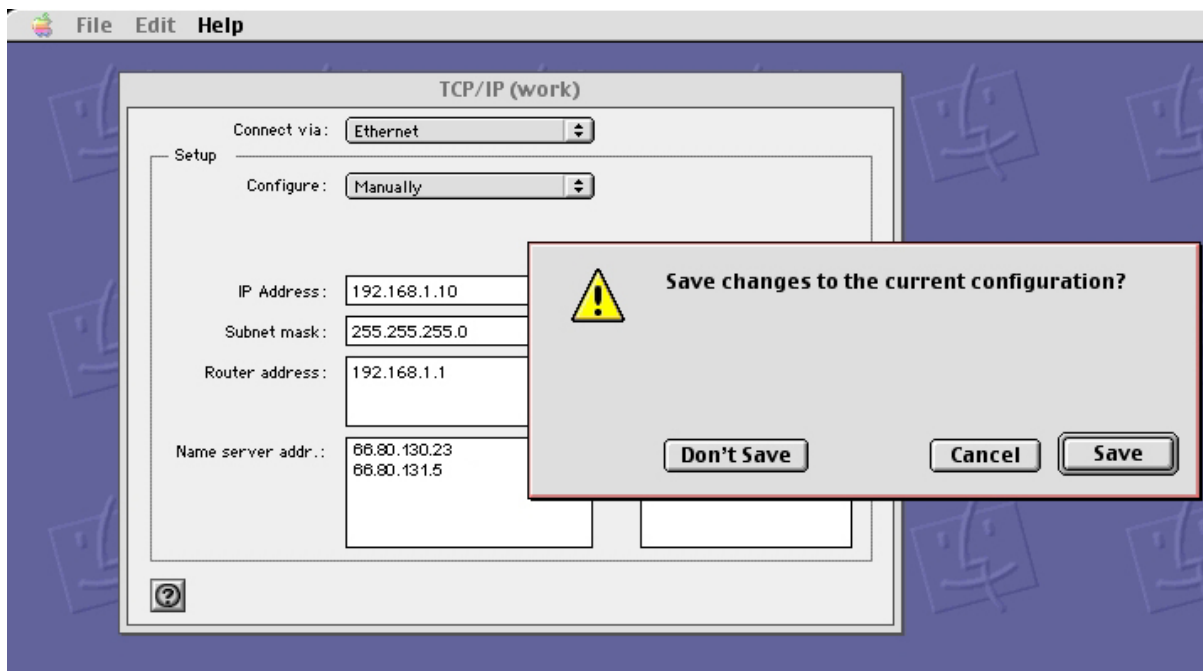 File Edit Help
TCP/IP (work)
Connect via: Ethernet
Setup
Configure: Manually
IP Address: 192.168.1.10
Subnet mask: 255.255.255.0
Router address: 192.168.1.1
Name server addr.: 66.80.130.23
66.80.131.5
Save changes to the current configuration?
Don't Save Cancel Save